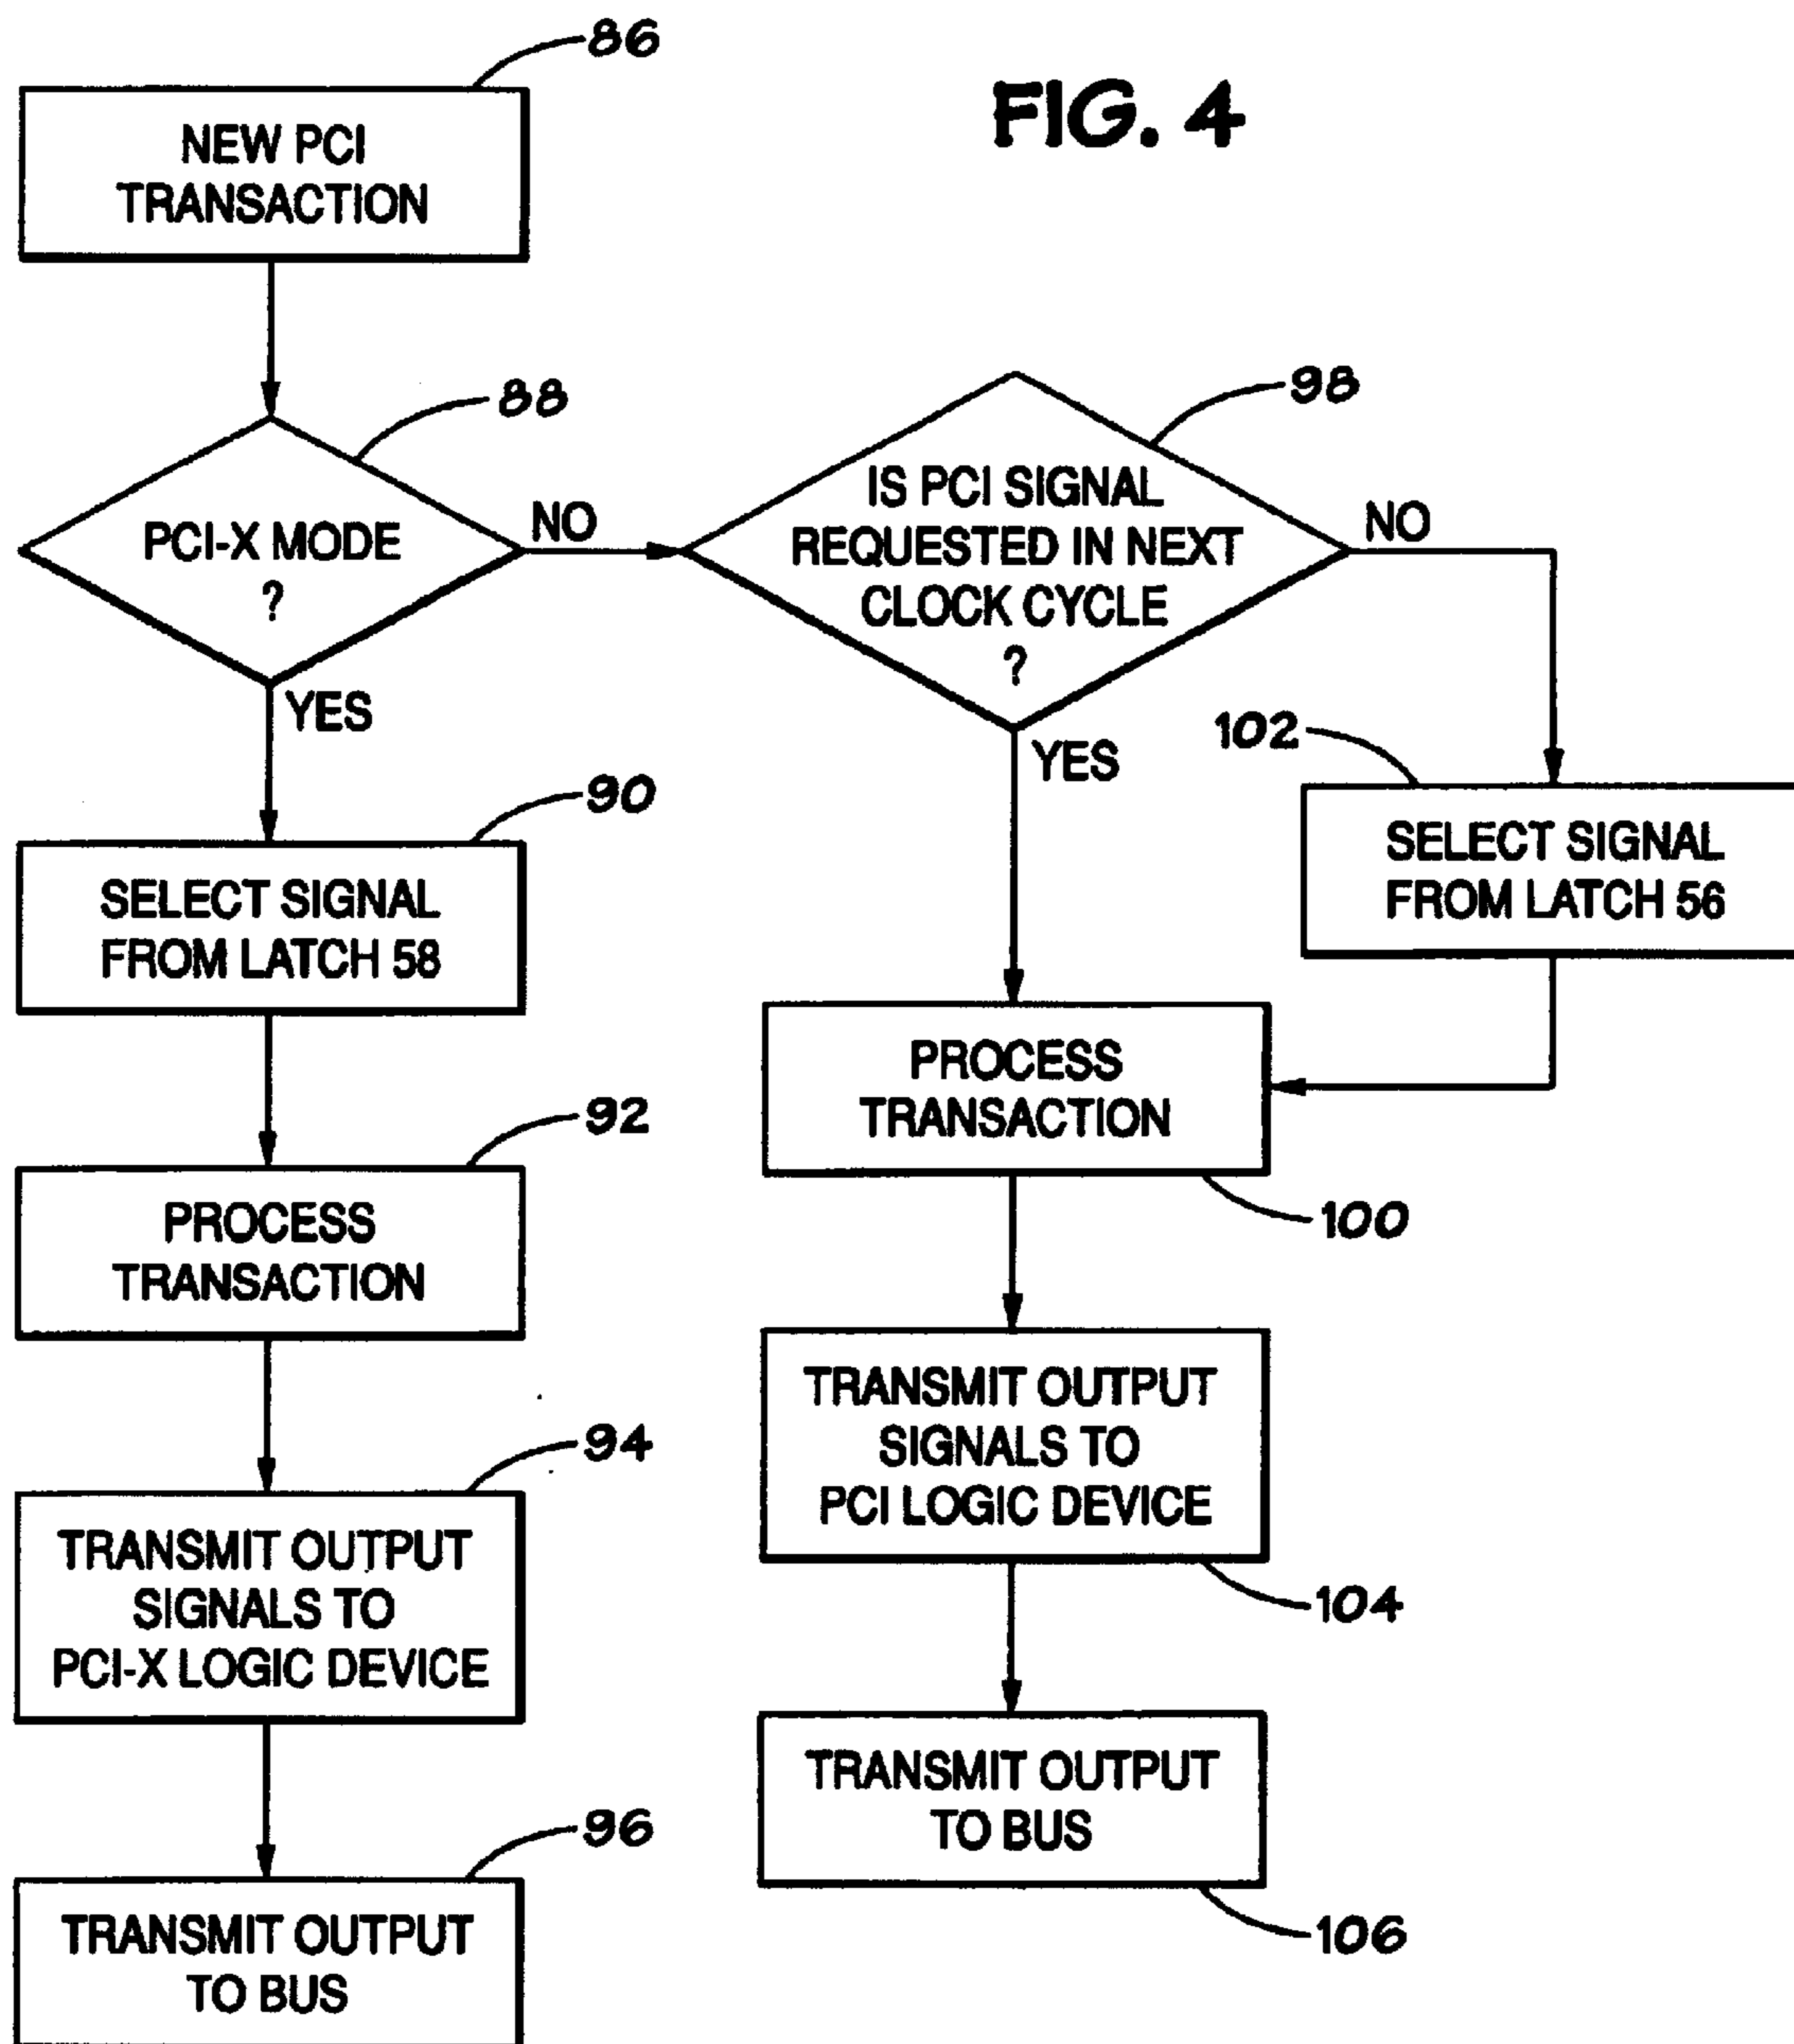 86
FIG. 4
NEW PCI
TRANSACTION
88
PCI-X MODE
?
NO
YES
98
IS PCI SIGNAL
REQUESTED IN NEXT
CLOCK CYCLE
?
NO
YES
90
SELECT SIGNAL
FROM LATCH 58
102
SELECT SIGNAL
FROM LATCH 56
92
PROCESS
TRANSACTION
PROCESS
TRANSACTION
100
94
TRANSMIT OUTPUT
SIGNALS TO
PCI-X LOGIC DEVICE
TRANSMIT OUTPUT
SIGNALS TO
PCI LOGIC DEVICE
104
96
TRANSMIT OUTPUT
TO BUS
TRANSMIT OUTPUT
TO BUS
106